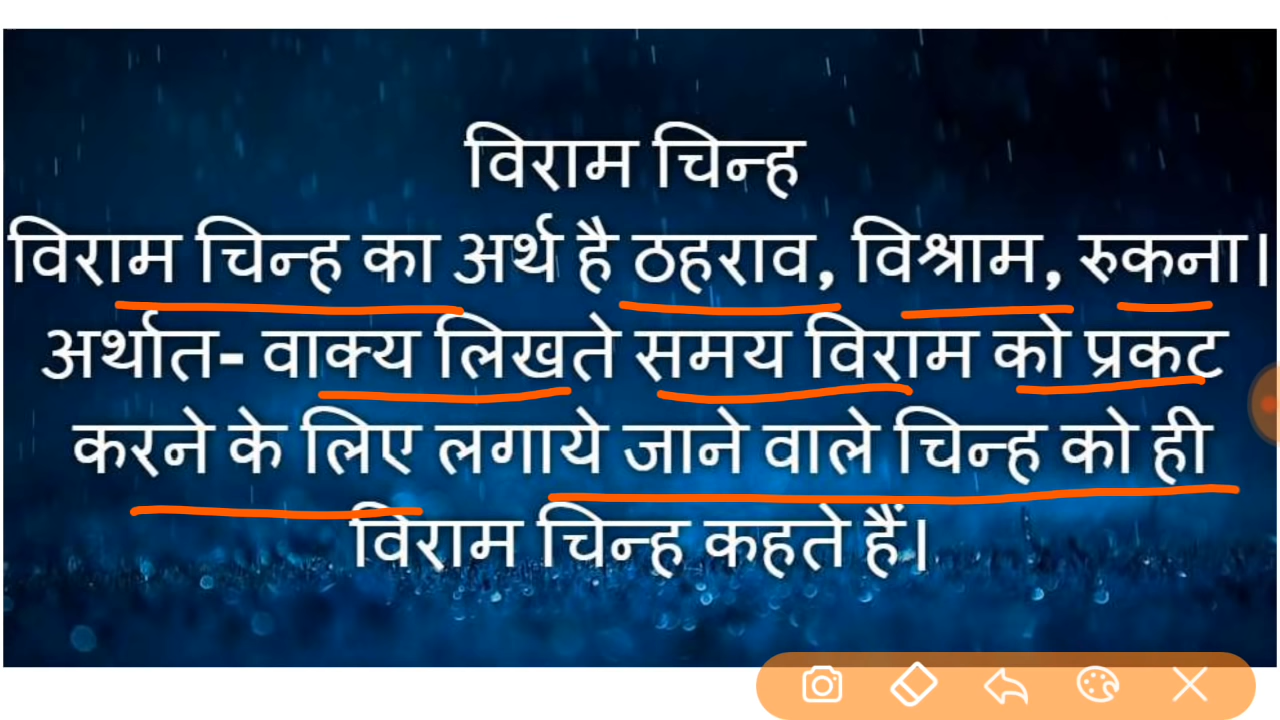 विराम चिन्ह
विराम चिन्ह का अर्थ है ठहराव, विश्राम, रुकना।
अर्थात- वाक्य लिखते समय विराम को प्रकट
करने के लिए लगाये जाने वाले चिन्ह को ही
विराम चिन्ह कहते हैं।